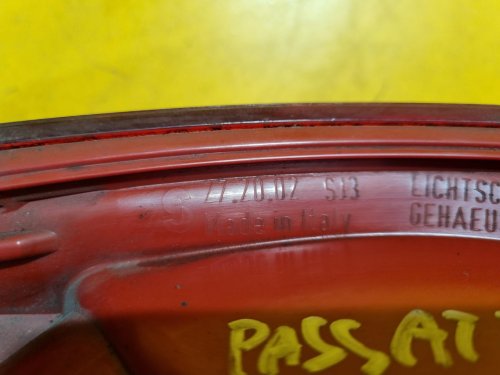 27.20.02 S13 LICHTSC
Made in Italy GEHAEU
PASSAT